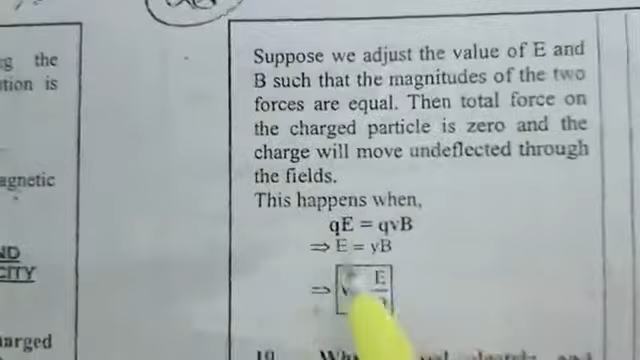 g the
tion is
agnetic
ND
CITY
arged
Suppose we adjust the value of E and
B such that the magnitudes of the two
forces are equal. Then total force on
the charged particle is zero and the
charge will move undeflected through
the fields.
This happens when,
qE = qvB
⇒ E = vB
⇒ E
10